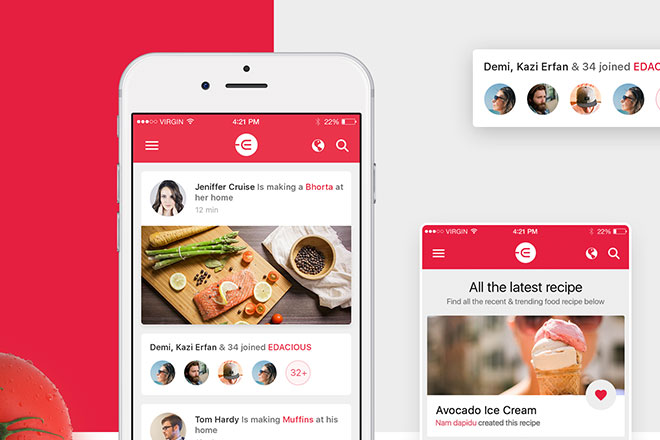 Demi, Kazi Erfan & 34 joined EDACIOUS
VIRGIN 4:21 PM 22%
Jeniffer Cruise Is making a Bhorta at
her home
12 min
Demi, Kazi Erfan & 34 joined EDACIOUS
32+
Tom Hardy Is making Muffins at his
home
VIRGIN 4:21 PM 22%
All the latest recipe
Find all the recent & trending food recipe below
Avocado Ice Cream
Nam dapidu created this recipe